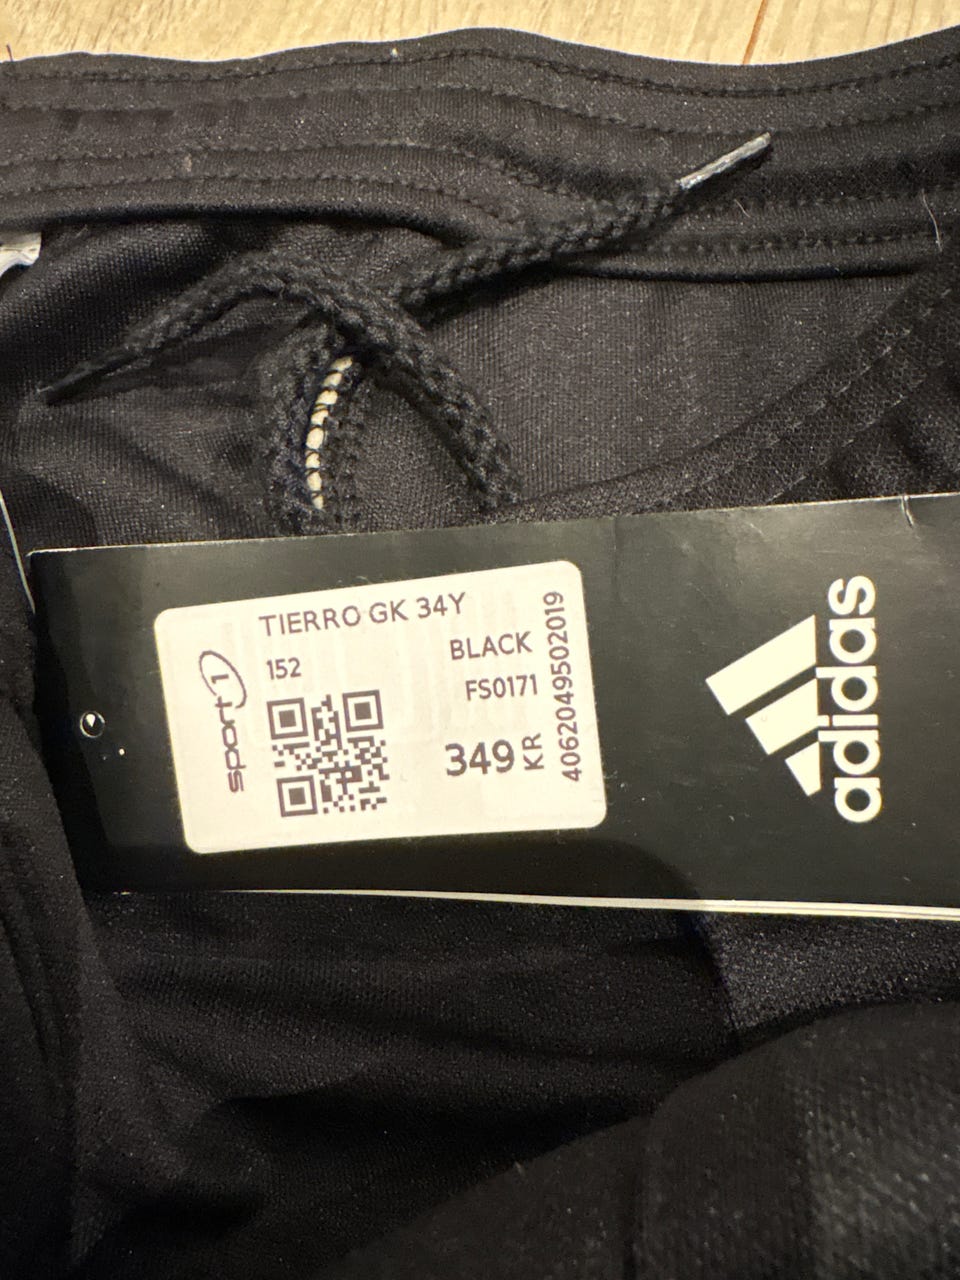 TIERRO GK 34Y
152
BLACK
FS0171
349 KR
4062049502019
sport 1
adidas